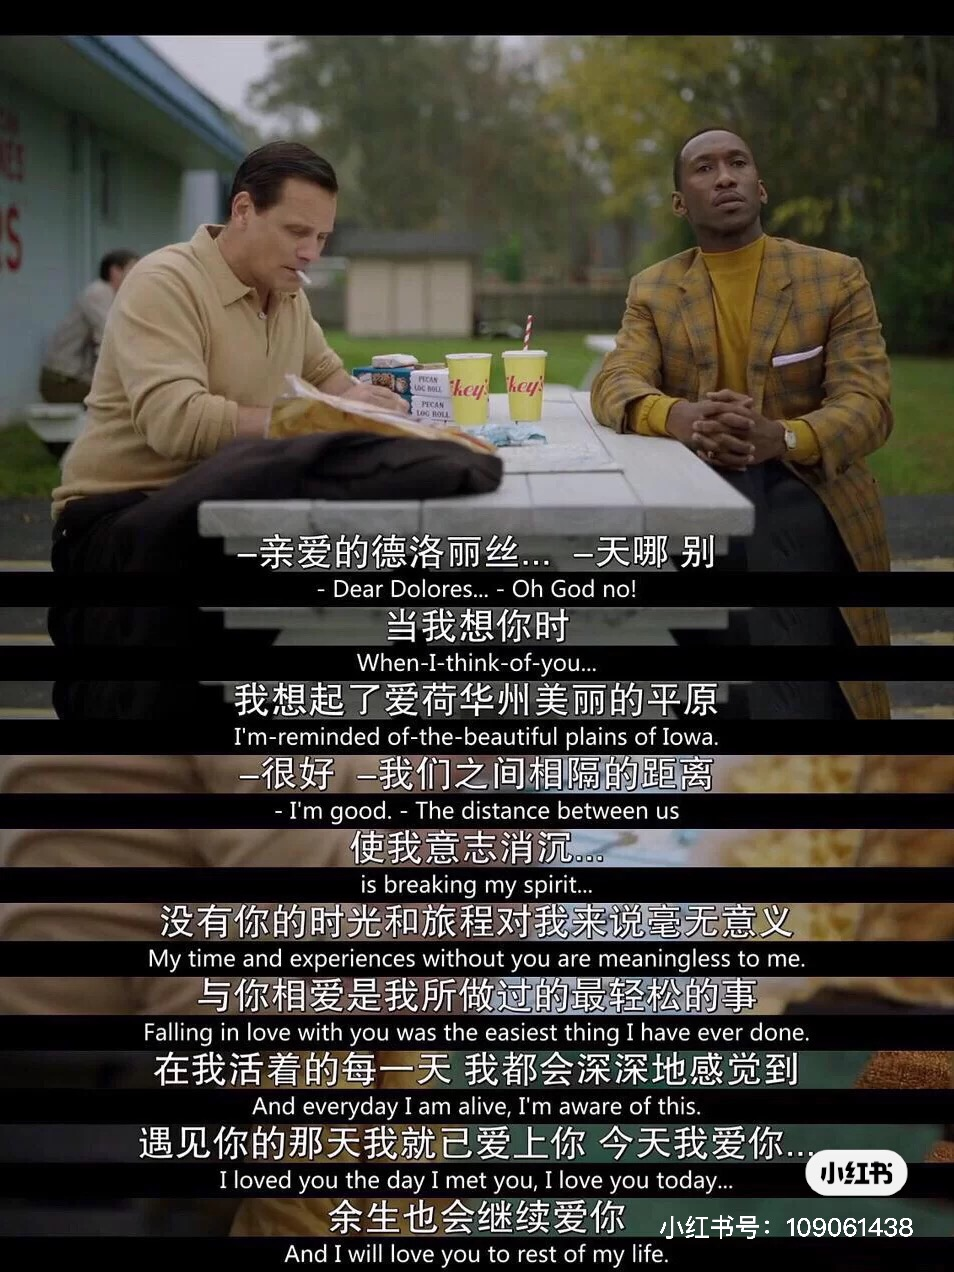 NES
S
PECAN
LOG ROLL
PECAN
LOG ROLL
ikey's
ikey's
–亲爱的德洛丽丝... –天哪 别
- Dear Dolores... - Oh God no!
当我想你时
When-I-think-of-you...
我想起了爱荷华州美丽的平原
I'm-reminded of-the-beautiful plains of Iowa.
–很好 –我们之间相隔的距离
- I'm good. - The distance between us
使我意志消沉...
is breaking my spirit...
没有你的时光和旅程对我来说毫无意义
My time and experiences without you are meaningless to me.
与你相爱是我所做过的最轻松的事
Falling in love with you was the easiest thing I have ever done.
在我活着的每一天 我都会深深地感觉到
And everyday I am alive, I'm aware of this.
遇见你的那天我就已爱上你 今天我爱你...
I loved you the day I met you, I love you today...
小红书
余生也会继续爱你
小红书号：109061438
And I will love you to rest of my life.